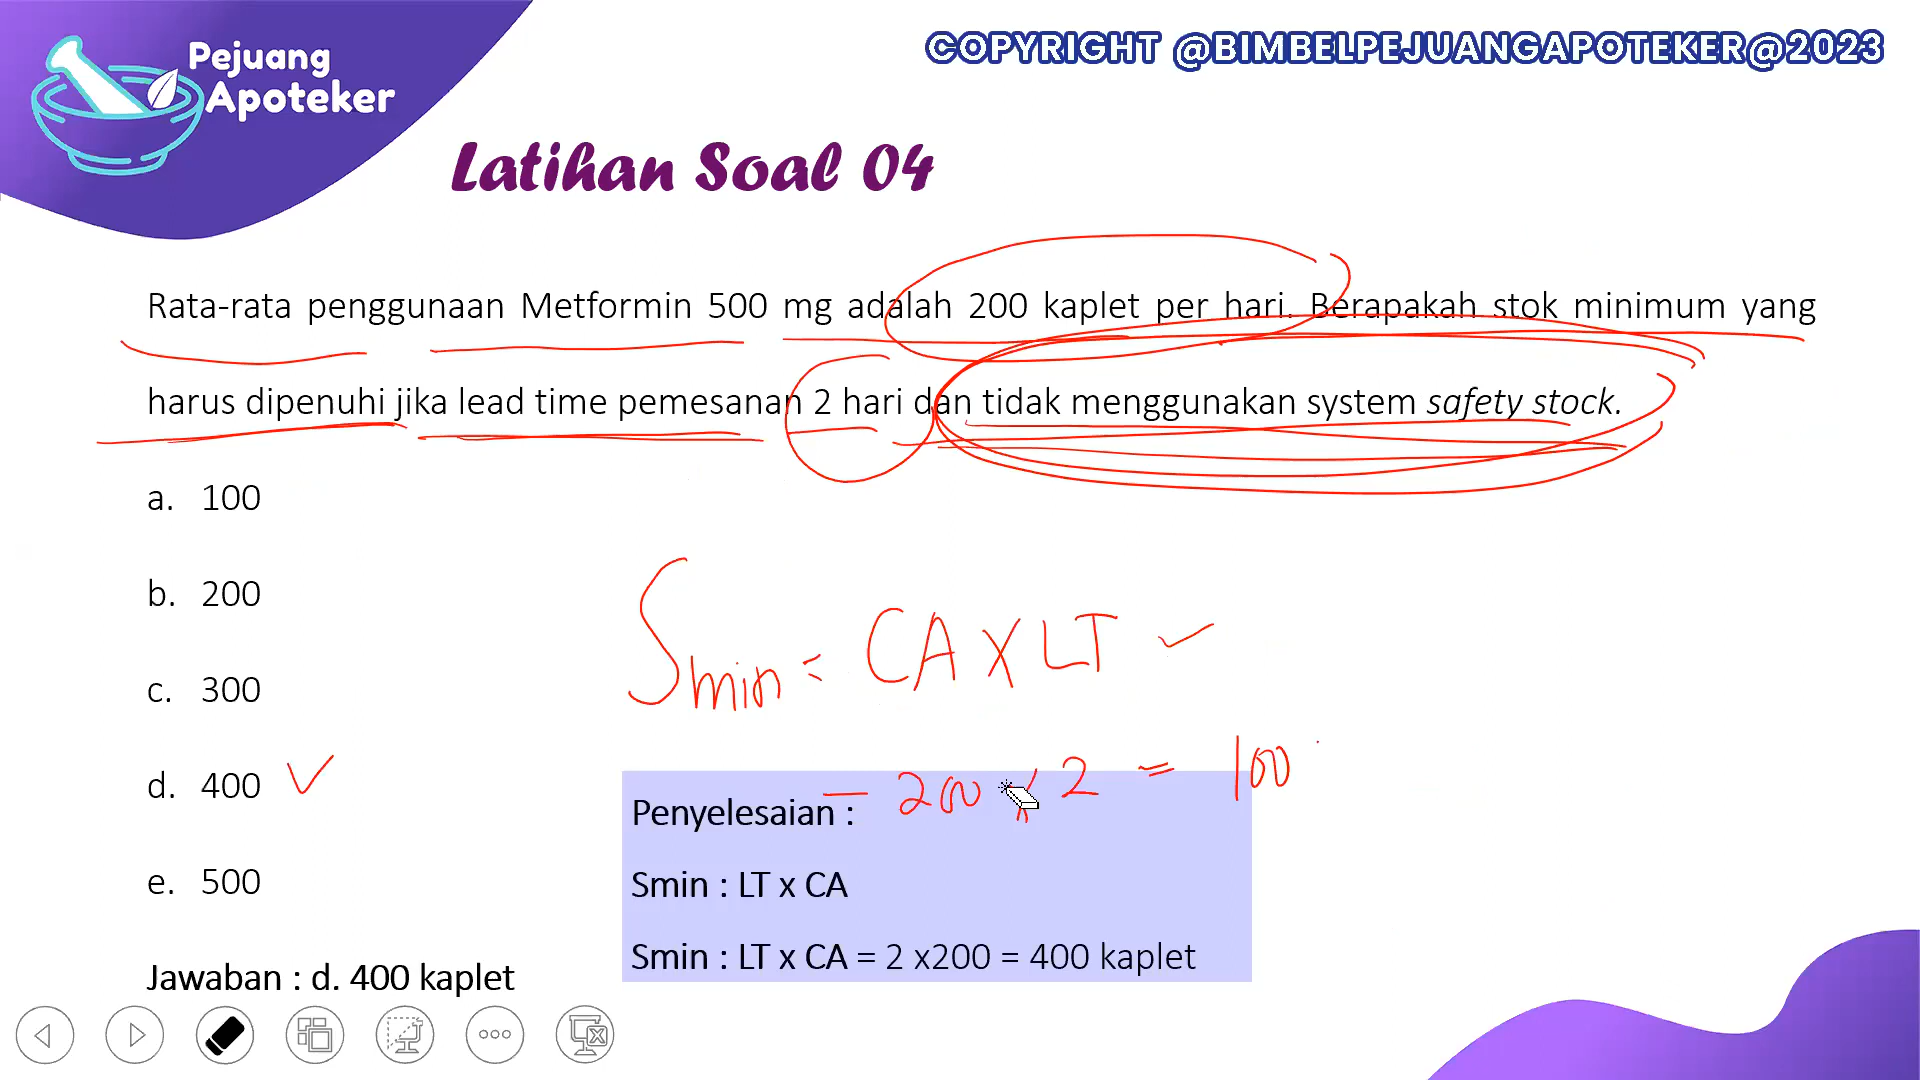 Pejuang
Apoteker
COPYRIGHT @BIMBELPEJUANGAPOTEKER@2023
Latihan Soal 04
Rata-rata penggunaan Metformin 500 mg adalah 200 kaplet per hari. Berapakah stok minimum yang
harus dipenuhi jika lead time pemesanan 2 hari dan tidak menggunakan system safety stock.
a. 100
b. 200
c. 300
d. 400
e. 500
Jawaban : d. 400 kaplet
Smin = CA X LT
= 200 x 2 = 100
Penyelesaian :
Smin : LT x CA
Smin : LT x CA = 2 x200 = 400 kaplet